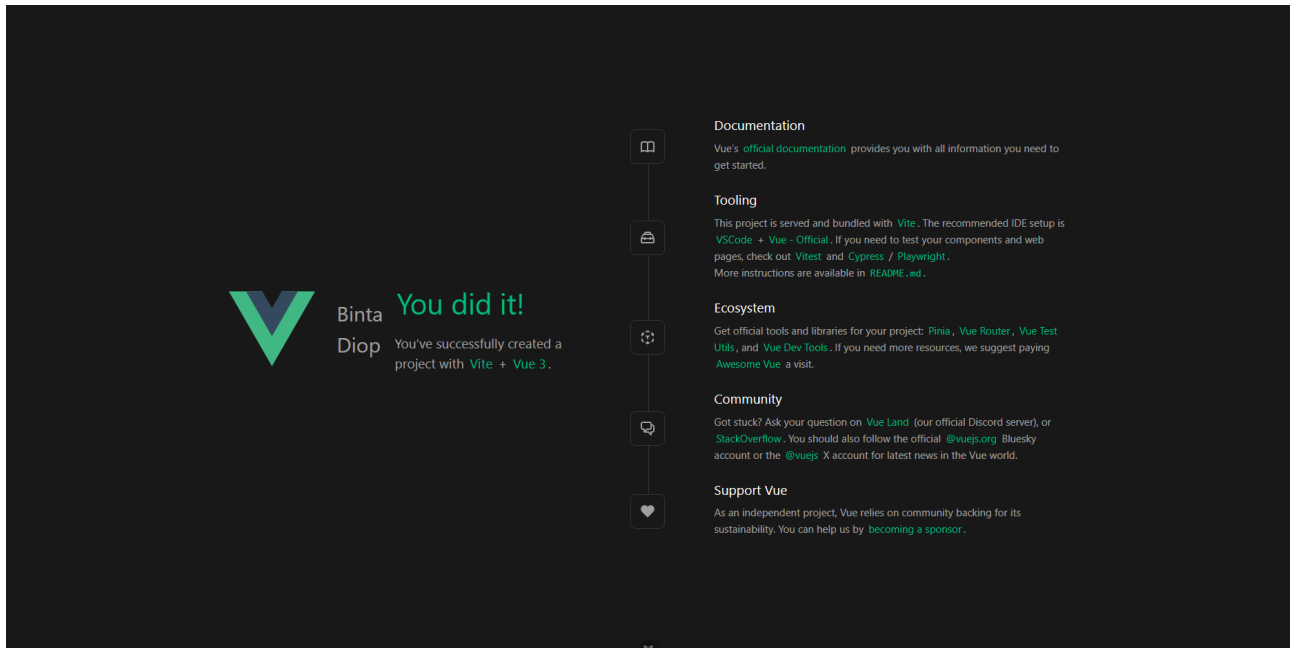 Binta
Diop
You did it!
You've successfully created a
project with Vite + Vue 3.
Documentation
Vue's official documentation provides you with all information you need to
get started.
Tooling
This project is served and bundled with Vite. The recommended IDE setup is
VSCode + Vue - Official. If you need to test your components and web
pages, check out Vitest and Cypress / Playwright.
More instructions are available in README.md.
Ecosystem
Get official tools and libraries for your project: Pinia, Vue Router, Vue Test
Utils, and Vue Dev Tools. If you need more resources, we suggest paying
Awesome Vue a visit.
Community
Got stuck? Ask your question on Vue Land (our official Discord server), or
StackOverflow. You should also follow the official @vuejs.org Bluesky
account or the @vuejs X account for latest news in the Vue world.
Support Vue
As an independent project, Vue relies on community backing for its
sustainability. You can help us by becoming a sponsor.